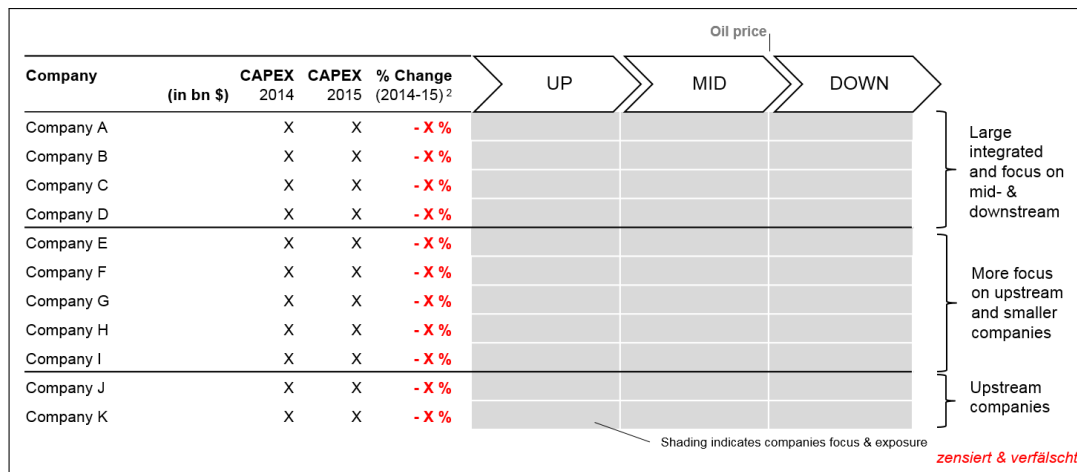 Oil price
Company (in bn $) CAPEX 2014 CAPEX 2015 % Change (2014-15) 2 UP MID DOWN
Company A X X - X %
Company B X X - X %
Company C X X - X %
Company D X X - X %
Large
integrated
and focus on
mid- &
downstream
Company E X X - X %
Company F X X - X %
Company G X X - X %
Company H X X - X %
Company I X X - X %
More focus
on upstream
and smaller
companies
Company J X X - X %
Company K X X - X %
Upstream
companies
Shading indicates companies focus & exposure
zensiert & verfälscht